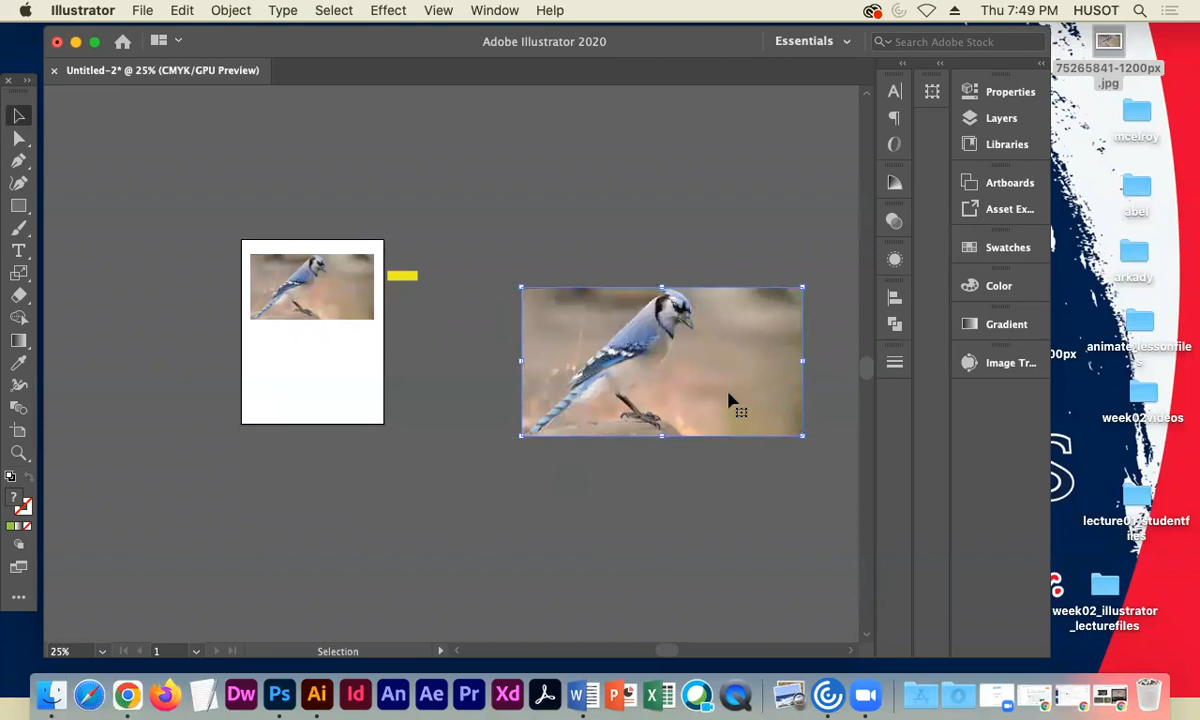 Illustrator File Edit Object Type Select Effect View Window Help Thu 7:49 PM HUSOT
Adobe Illustrator 2020 Essentials Search Adobe Stock
× Untitled-2* @ 25% (CMYK/GPU Preview)
75265841-1200px
.jpg
Properties
Layers
Libraries
Artboards
Asset Ex...
Swatches
Color
Gradient
Image Tr...
mcelroy
abel
arkady
00px
animate_lessonfile
s
week02videos
S
lecture01studentf
iles
week02_illustrator
_lecturefiles
25% 1 Selection
Dw Ps Ai Id An Ae Pr Xd W P X